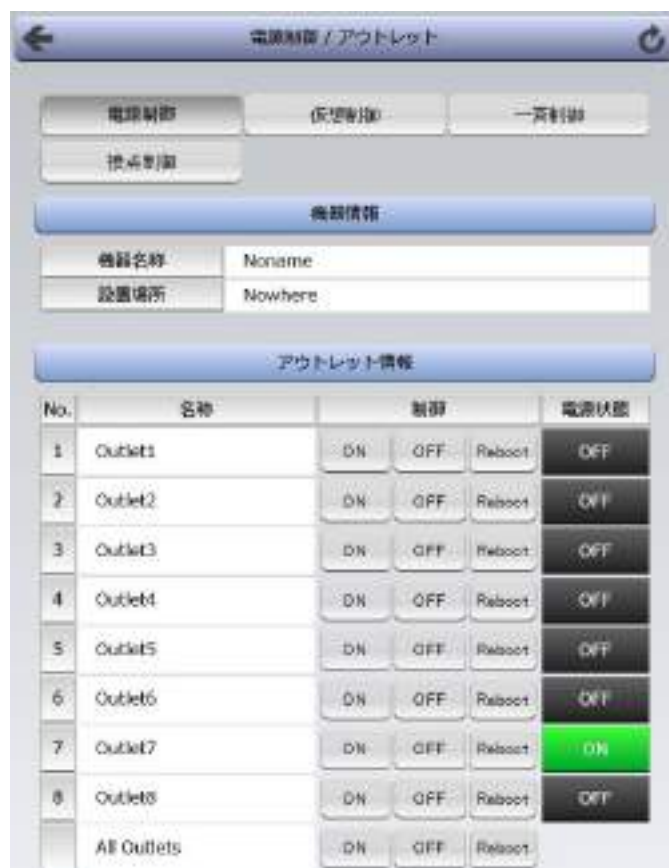 電源制御 / アウトレット
電源制御 仮想制御 一斉制御
接点制御
機器情報
機器名称 Noname
設置場所 Nowhere
アウトレット情報
No. 名称 制御 電源状態
1 Outlet1 ON OFF Reboot OFF
2 Outlet2 ON OFF Reboot OFF
3 Outlet3 ON OFF Reboot OFF
4 Outlet4 ON OFF Reboot OFF
5 Outlet5 ON OFF Reboot OFF
6 Outlet6 ON OFF Reboot OFF
7 Outlet7 ON OFF Reboot ON
8 Outlet8 ON OFF Reboot OFF
All Outlets ON OFF Reboot